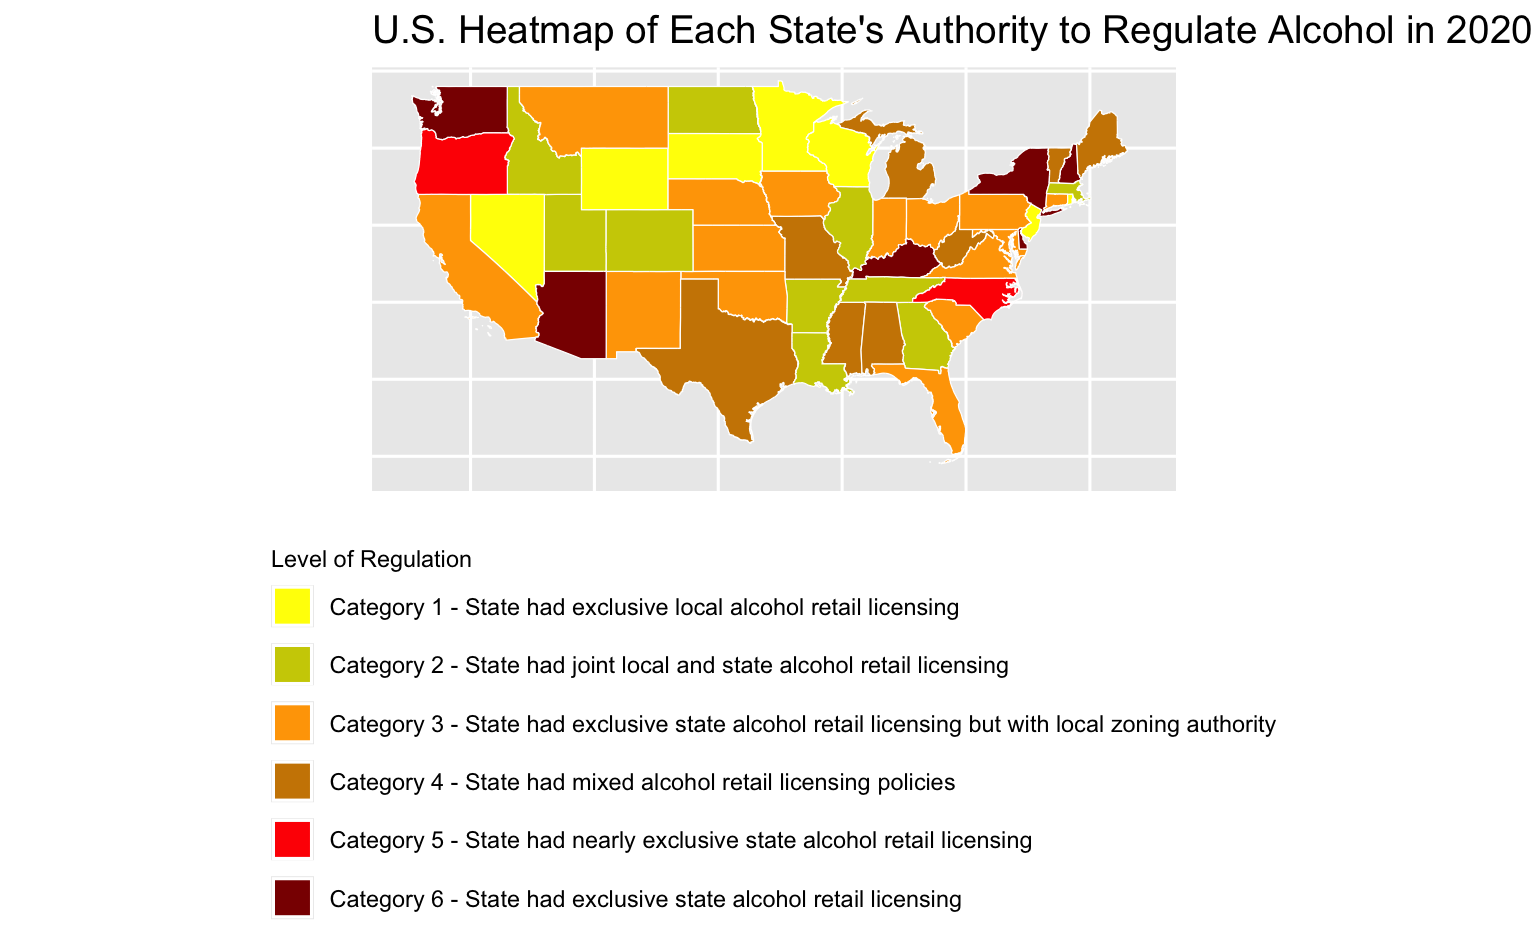 U.S. Heatmap of Each State's Authority to Regulate Alcohol in 2020
Level of Regulation
Category 1 - State had exclusive local alcohol retail licensing
Category 2 - State had joint local and state alcohol retail licensing
Category 3 - State had exclusive state alcohol retail licensing but with local zoning authority
Category 4 - State had mixed alcohol retail licensing policies
Category 5 - State had nearly exclusive state alcohol retail licensing
Category 6 - State had exclusive state alcohol retail licensing